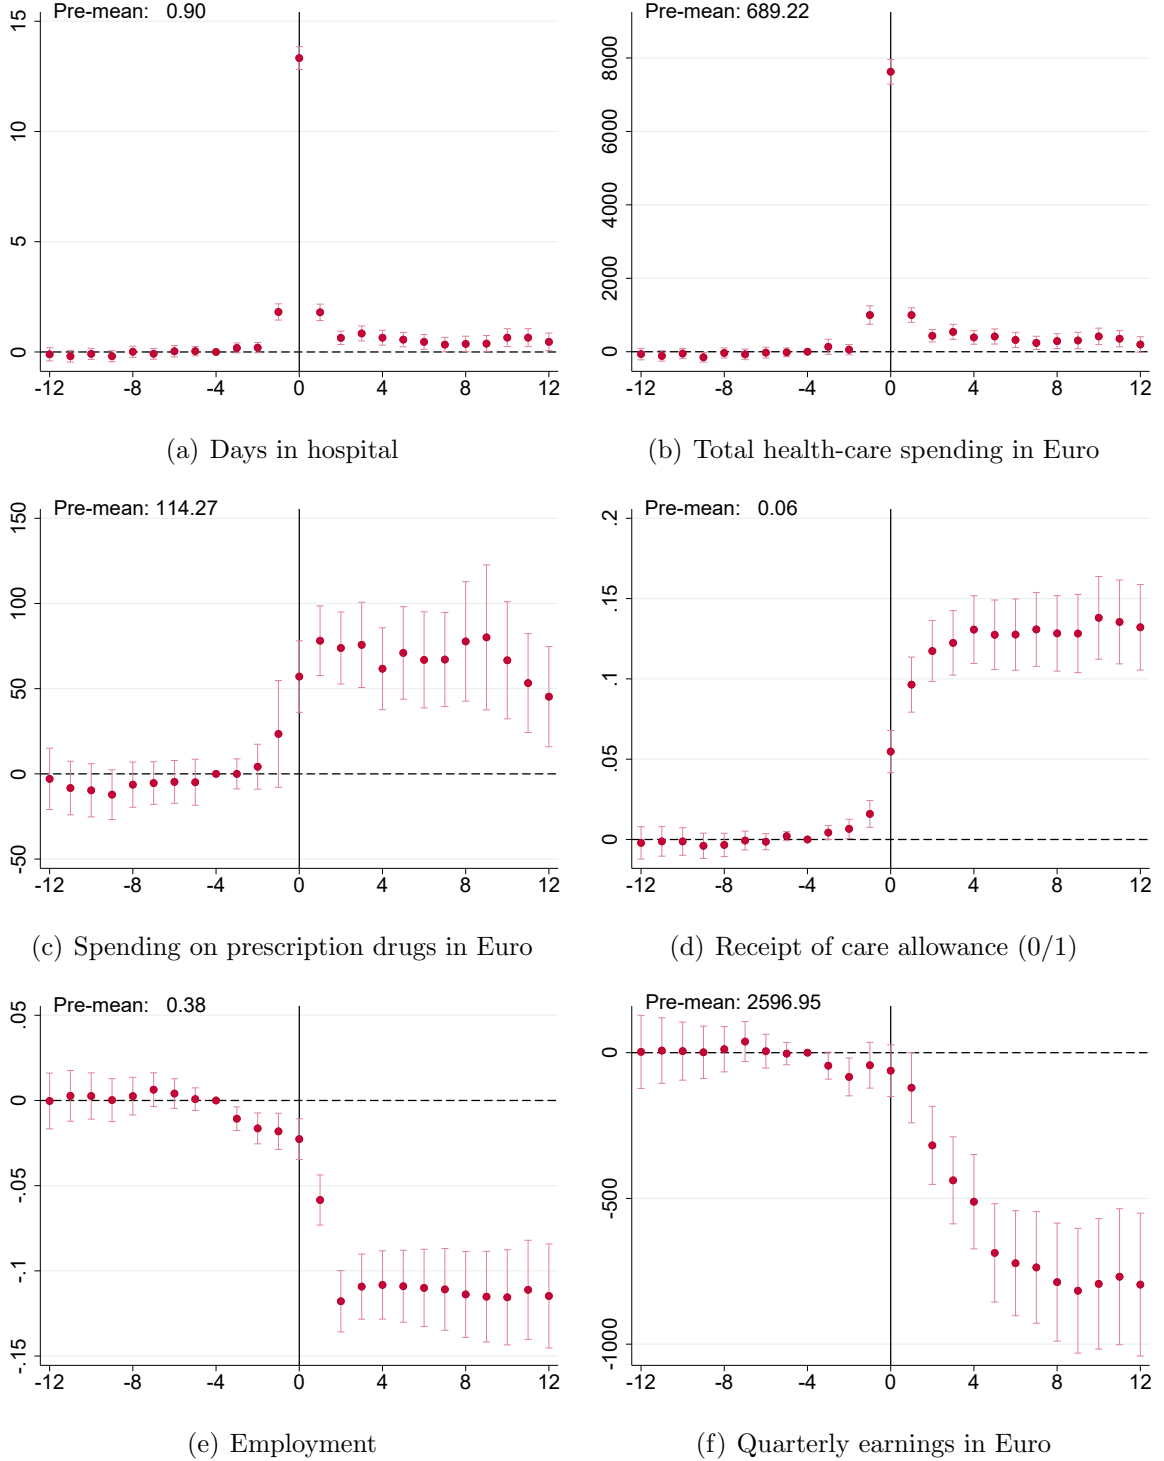 Pre-mean: 0.90
15
10
5
0
-12 -8 -4 0 4 8 12
(a) Days in hospital
Pre-mean: 689.22
8000
6000
4000
2000
0
-12 -8 -4 0 4 8 12
(b) Total health-care spending in Euro
Pre-mean: 114.27
150
100
50
0
-50
-12 -8 -4 0 4 8 12
(c) Spending on prescription drugs in Euro
Pre-mean: 0.06
.2
.15
.1
.05
0
-12 -8 -4 0 4 8 12
(d) Receipt of care allowance (0/1)
Pre-mean: 0.38
.05
0
-.05
-.1
-.15
-12 -8 -4 0 4 8 12
(e) Employment
Pre-mean: 2596.95
0
-500
-1000
-12 -8 -4 0 4 8 12
(f) Quarterly earnings in Euro